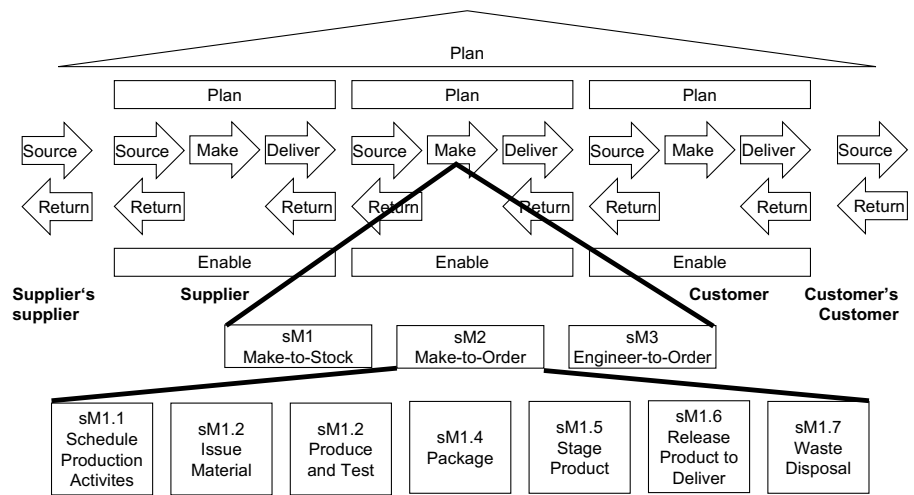 Plan
Plan Plan Plan
Source Source Make Deliver Source Make Deliver Source Make Deliver Source
Return Return Return Return Return Return Return Return
Enable Enable Enable
Supplier‘s
supplier
Supplier
Customer
Customer’s
Customer
sM1
Make-to-Stock
sM2
Make-to-Order
sM3
Engineer-to-Order
sM1.1
Schedule
Production
Activites
sM1.2
Issue
Material
sM1.2
Produce
and Test
sM1.4
Package
sM1.5
Stage
Product
sM1.6
Release
Product to
Deliver
sM1.7
Waste
Disposal